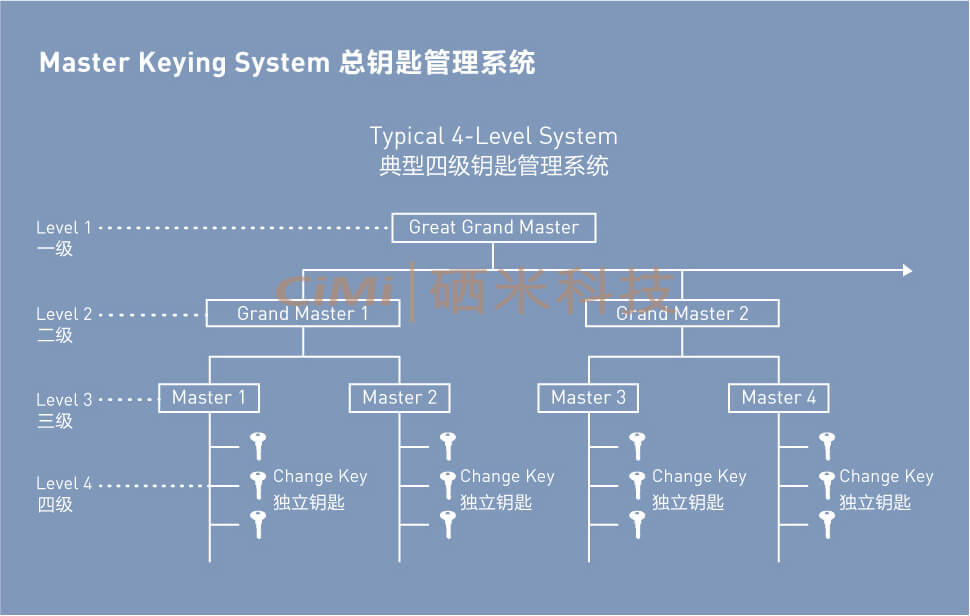 Master Keying System 总钥匙管理系统
Typical 4-Level System
典型四级钥匙管理系统
Level 1
一级
Great Grand Master
CiMi 硒米科技
Level 2
二级
Grand Master 1
Grand Master 2
Level 3
三级
Master 1
Master 2
Master 3
Master 4
Level 4
四级
Change Key
独立钥匙
Change Key
独立钥匙
Change Key
独立钥匙
Change Key
独立钥匙